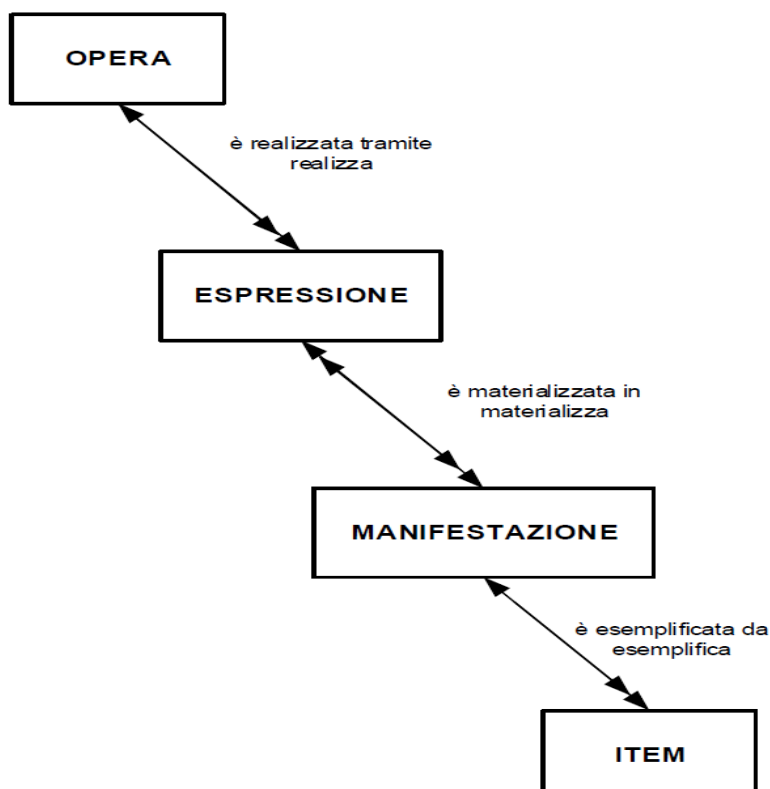 OPERA
è realizzata tramite
realizza
ESPRESSIONE
è materializzata in
materializza
MANIFESTAZIONE
è esemplificata da
esemplifica
ITEM